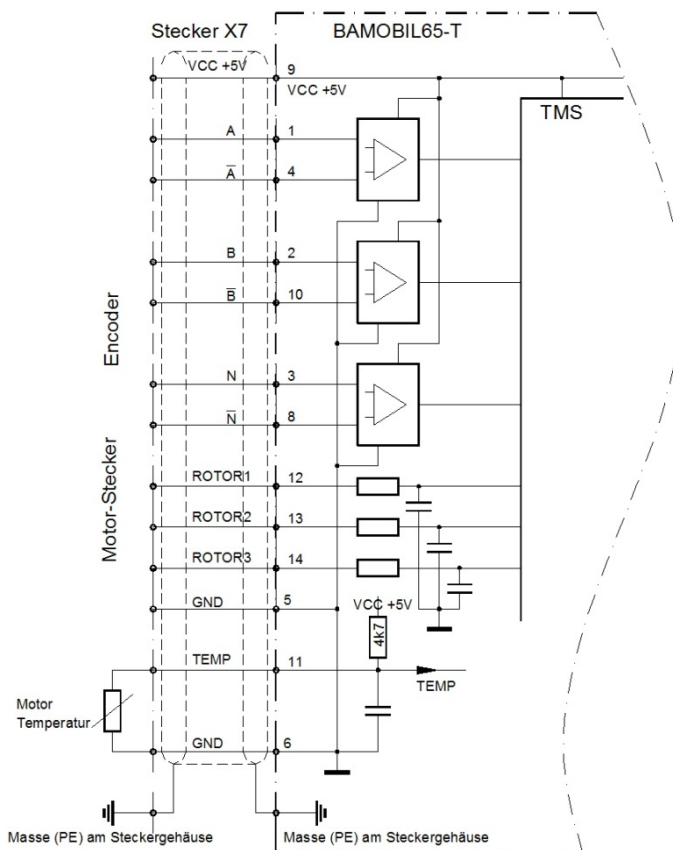 Stecker X7 BAMOBIL65-T
VCC +5V 9
VCC +5V
TMS
A 1
A̅ 4
B 2
B̅ 10
N 3
N̅ 8
ROTOR1 12
ROTOR2 13
ROTOR3 14
GND 5
VCC +5V
4k7
TEMP 11
TEMP
GND 6
Encoder
Motor-Stecker
Motor
Temperatur
Masse (PE) am Steckergehäuse Masse (PE) am Steckergehäuse